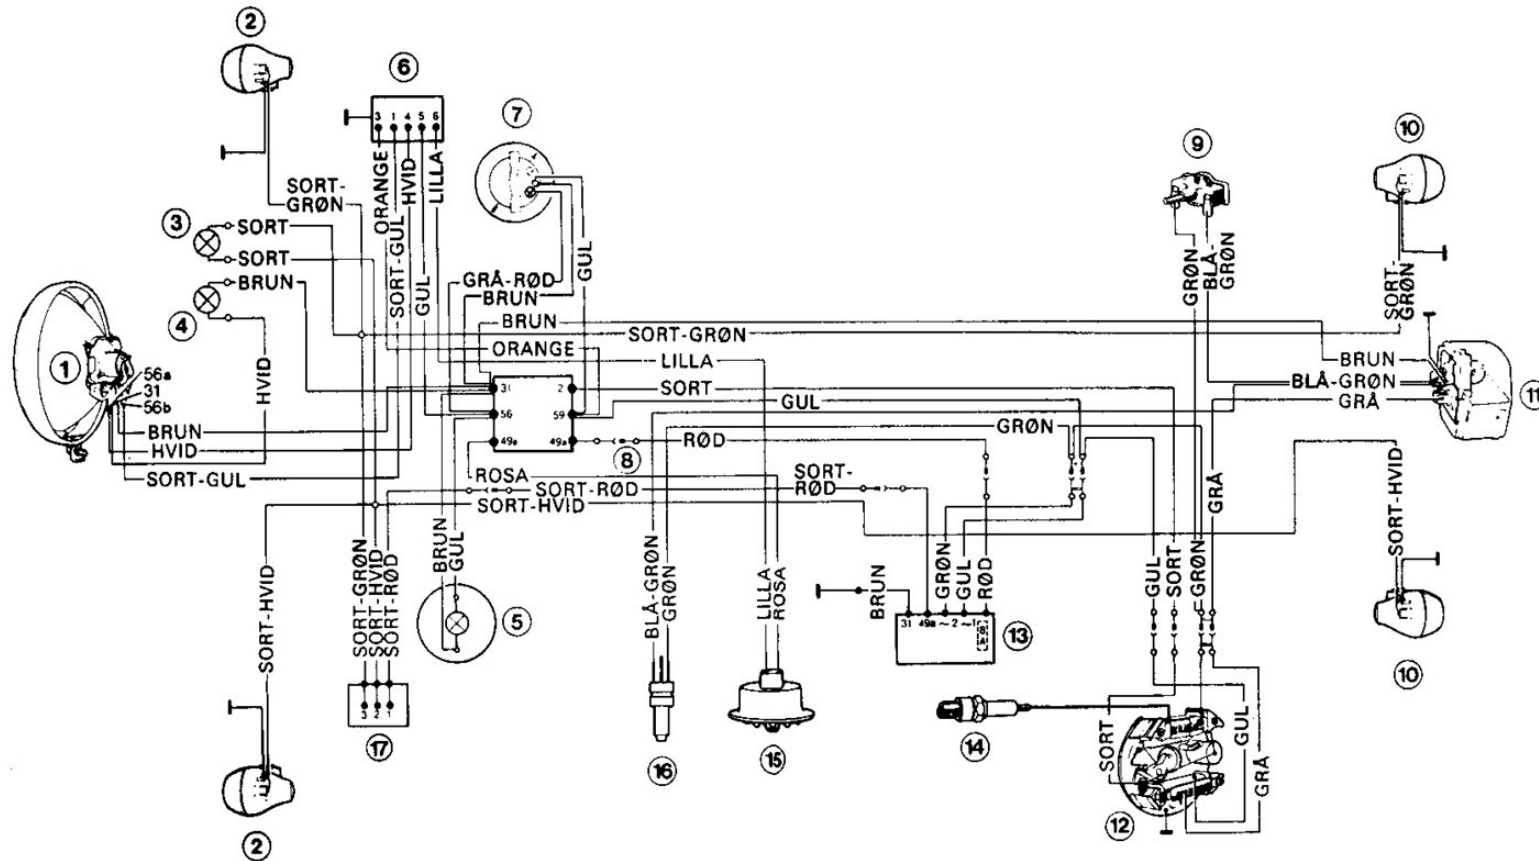 2
6
7
3 1 4 5 6
10
9
SORT-
GRØN
ORANGE
SORT-GUL
HVID
GUL
LILLA
3
SORT
SORT
BRUN
4
GRÅ-RØD
BRUN
GUL
GRØN
BLÅ-
GRØN
SORT-
GRØN
BRUN
SORT-GRØN
ORANGE
LILLA
1
56a
31
56b
HVID
BRUN
HVID
SORT-GUL
31
56
49a
2
59
49a
SORT
GUL
GRØN
RØD
8
BRUN
BLÅ-GRØN
GRÅ
11
ROSA
SORT-RØD
SORT-HVID
SORT-
RØD
GRÅ
SORT-HVID
SORT-HVID
SORT-GRØN
SORT-HVID
SORT-RØD
BRUN
GUL
5
BLÅ-GRØN
GRØN
LILLA
ROSA
BRUN
GRØN
GUL
RØD
GUL
SORT
GRØN
31 49a ~2 ~1
13
10
3 2 1
17
16
15
14
SORT
GUL
GRÅ
12
2